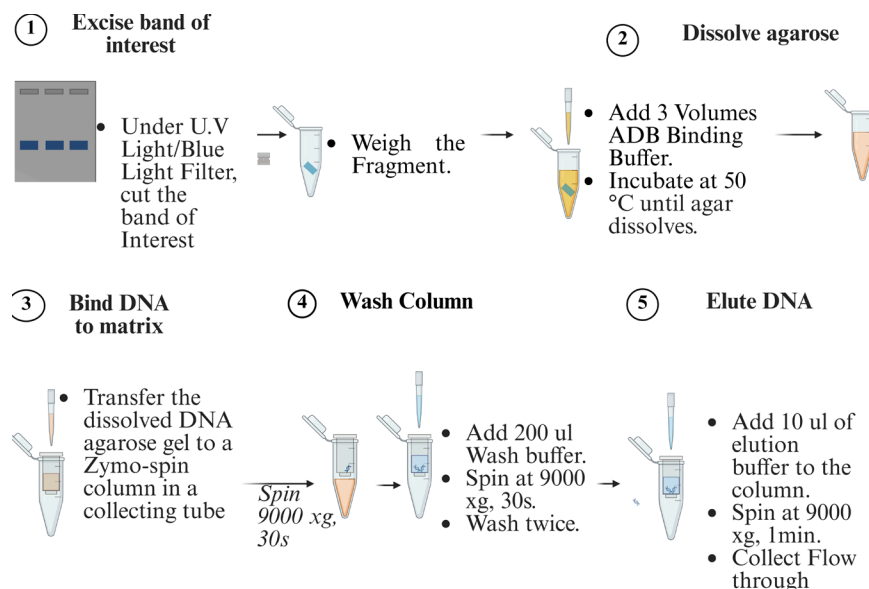 1
Excise band of
interest
• Under U.V
Light/Blue
Light Filter,
cut the
band of
Interest
• Weigh the
Fragment.
2
Dissolve agarose
• Add 3 Volumes
ADB Binding
Buffer.
• Incubate at 50
°C until agar
dissolves.
3
Bind DNA
to matrix
• Transfer the
dissolved DNA
agarose gel to a
Zymo-spin
column in a
collecting tube
Spin
9000 xg,
30s
4
Wash Column
• Add 200 ul
Wash buffer.
• Spin at 9000
xg, 30s.
• Wash twice.
5
Elute DNA
• Add 10 ul of
elution
buffer to the
column.
• Spin at 9000
xg, 1min.
• Collect Flow
through